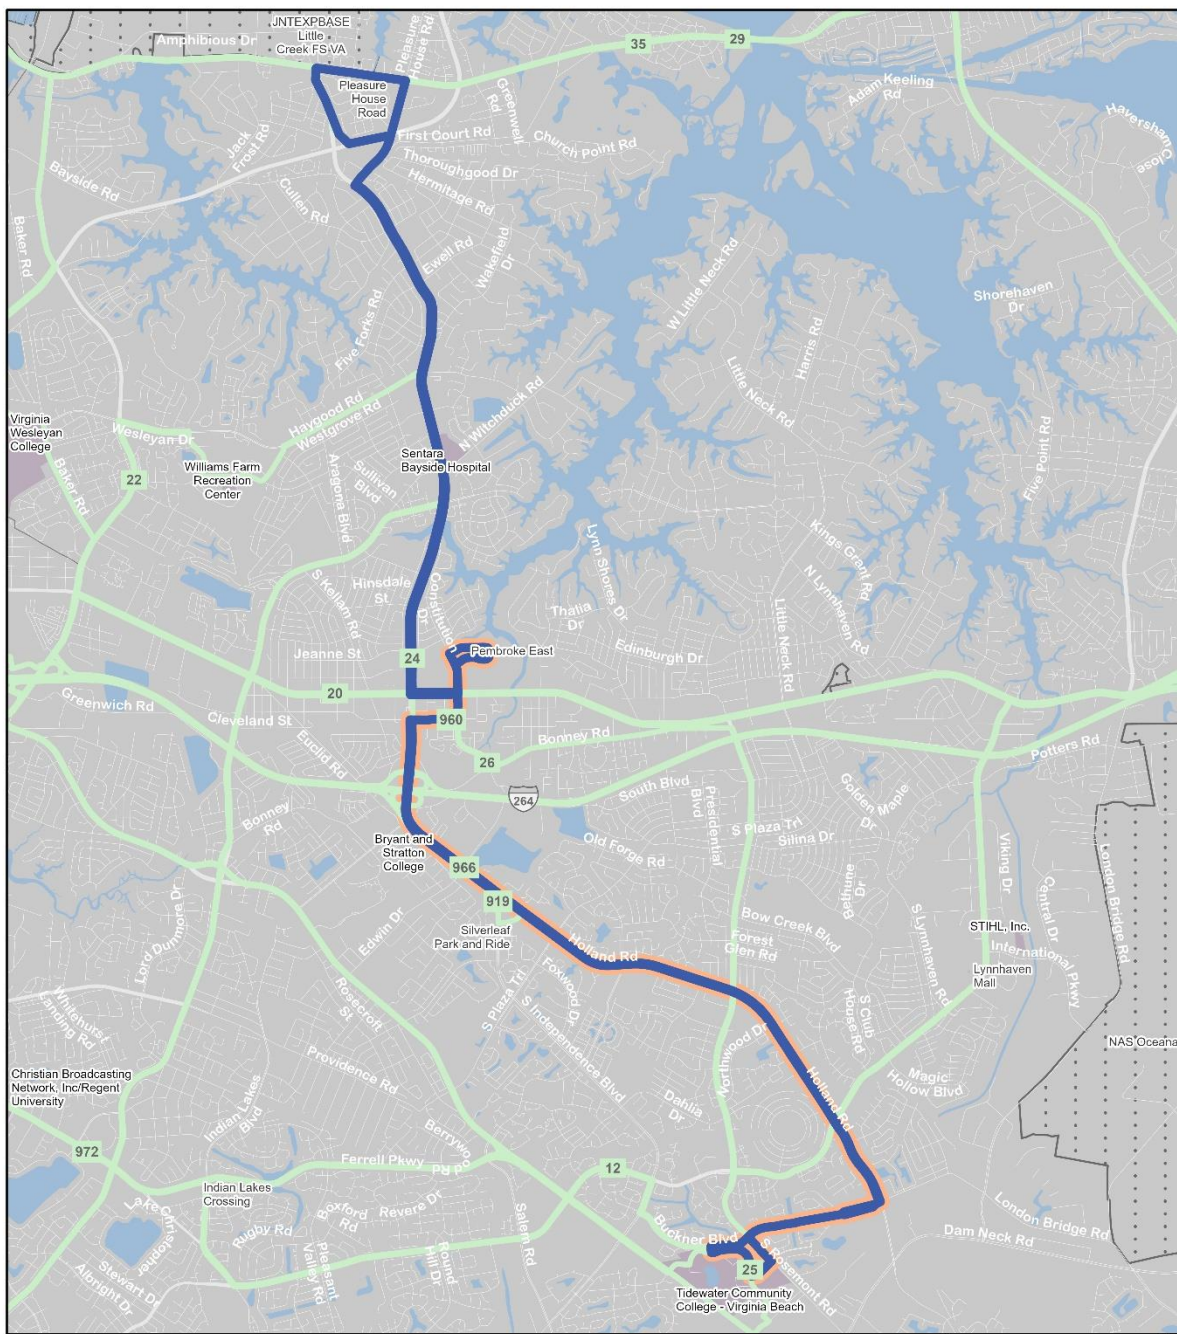 JNTEXPBASE
Little
Creek FS VA
Amphibious Dr
Pleasure
House Rd
35
29
Pleasure
House
Road
Greenwell
Rd
Adam Keeling
Rd
Haversham
Close
Jack
Frost Rd
First Court Rd
Church Point Rd
Thoroughgood Dr
Hermitage Rd
Bayside Rd
Cullen Rd
Baker Rd
Ewell Rd
Wakefield
Dr
W Little Neck Rd
Shorehaven
Dr
Five Forks Rd
Harris Rd
Little Neck Rd
Haygood Rd
Westgrove Rd
N Witchduck Rd
Virginia
Wesleyan
College
Wesleyan Dr
Sentara
Bayside Hospital
Five Point Rd
Williams Farm
Recreation
Center
Aragona Blvd
Sullivan
Blvd
Baker Rd
22
Kings Grant Rd
N Lynnhaven Rd
Lynn Shores Dr
Hinsdale
St
S Kellam Rd
Constitution
Dr
Thalia
Dr
Little Neck Rd
Jeanne St
24
Pembroke East
Edinburgh Dr
20
Greenwich Rd
Cleveland St
960
Bonney Rd
26
Potters Rd
Euclid Rd
264
South Blvd
Golden Maple
Dr
Bonney
Rd
Presidential
Blvd
S Plaza Trl
Silina Dr
Bryant and
Stratton
College
Old Forge Rd
966
Viking Dr
London Bridge Rd
919
Bethune
Dr
Central Dr
Lord Dunmore Dr
Edwin Dr
Silverleaf
Park and Ride
Bow Creek Blvd
Forest
Glen Rd
S Lynnhaven Rd
STIHL, Inc.
International Pkwy
Holland Rd
Lynnhaven
Mall
Foxwood
Dr
S Plaza Trl
S Independence Blvd
Rosecroft
St
S Club
House Rd
Whitehurst
Landing Rd
Northwood Dr
NAS Oceana
Christian Broadcasting
Network, Inc/Regent
University
Providence Rd
Magic
Hollow Blvd
Holland Rd
Dahlia
Dr
Indian Lakes
Blvd
972
Berrywoo
d Rd
Ferrell Pkwy
12
Indian Lakes
Crossing
Lake Christopher
Boxford
Rd
Revere Dr
Rugby Rd
Salem Rd
London Bridge Rd
Dam Neck Rd
Buckner Blvd
S Rosemont Rd
Pleasant
Valley Rd
Round
Hill Dr
25
Stewart Dr
Albright Dr
Tidewater Community
College - Virginia Beach